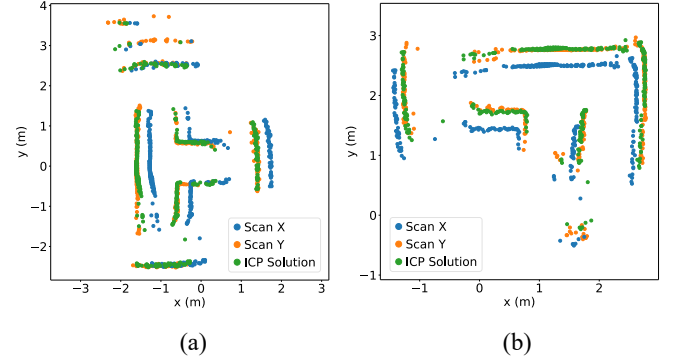 4
3
2
1
0
−1
−2
y (m)
−3 −2 −1 0 1 2 3
x (m)
Scan X
Scan Y
ICP Solution
(a)
3
2
1
0
−1
y (m)
−1 0 1 2
x (m)
Scan X
Scan Y
ICP Solution
(b)